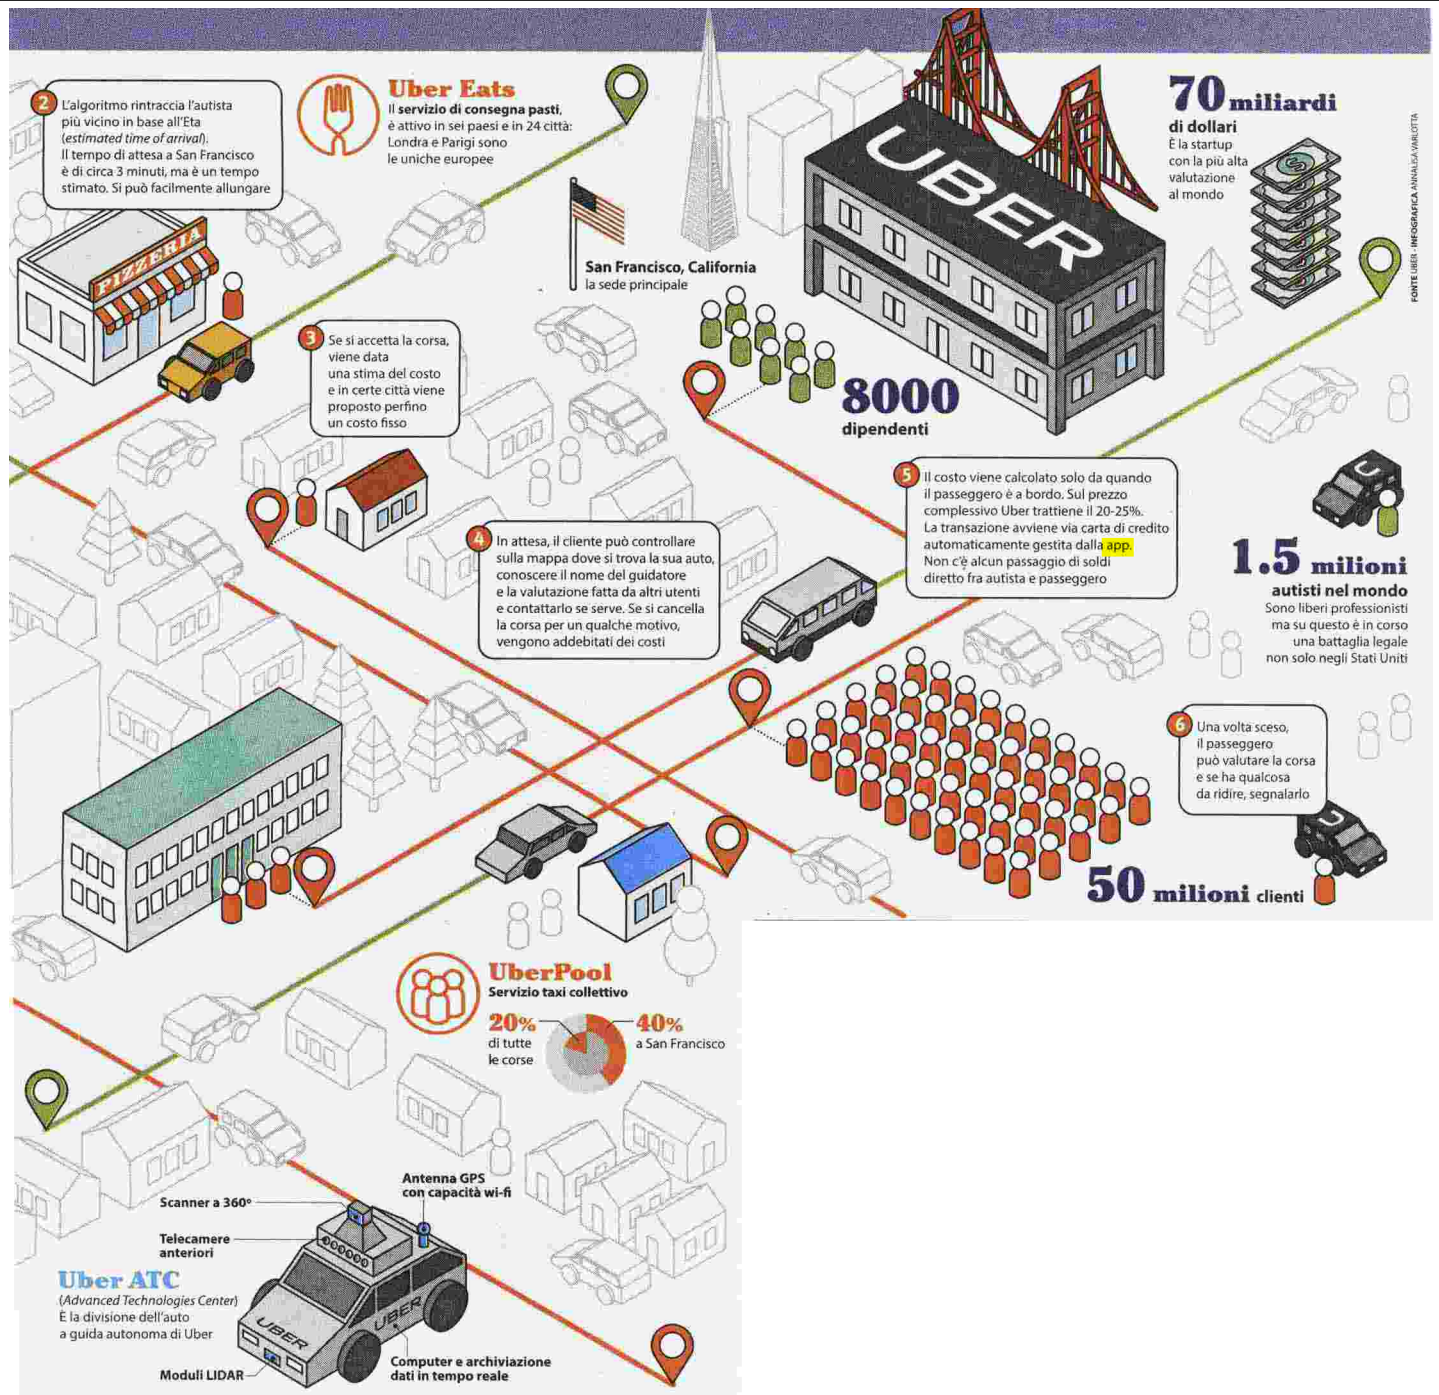 2 L'algoritmo rintraccia l'autista
più vicino in base all'Eta
(estimated time of arrival).
Il tempo di attesa a San Francisco
è di circa 3 minuti, ma è un tempo
stimato. Si può facilmente allungare
Uber Eats
Il servizio di consegna pasti,
è attivo in sei paesi e in 24 città:
Londra e Parigi sono
le uniche europee
PIZZERIA
San Francisco, California
la sede principale
UBER
70 miliardi
di dollari
È la startup
con la più alta
valutazione
al mondo
FONTE UBER - INFOGRAFICA ANNALISA VARLOTTA
3 Se si accetta la corsa,
viene data
una stima del costo
e in certe città viene
proposto perfino
un costo fisso
8000
dipendenti
4 In attesa, il cliente può controllare
sulla mappa dove si trova la sua auto,
conoscere il nome del guidatore
e la valutazione fatta da altri utenti
e contattarlo se serve. Se si cancella
la corsa per un qualche motivo,
vengono addebitati dei costi
5 Il costo viene calcolato solo da quando
il passeggero è a bordo. Sul prezzo
complessivo Uber trattiene il 20-25%.
La transazione avviene via carta di credito
automaticamente gestita dalla app.
Non c'è alcun passaggio di soldi
diretto fra autista e passeggero
U
1.5 milioni
autisti nel mondo
Sono liberi professionisti
ma su questo è in corso
una battaglia legale
non solo negli Stati Uniti
6 Una volta sceso,
il passeggero
può valutare la corsa
e se ha qualcosa
da ridire, segnalarlo
U
50 milioni clienti
UberPool
Servizio taxi collettivo
20%
di tutte
le corse
40%
a San Francisco
Antenna GPS
con capacità wi-fi
Scanner a 360°
Telecamere
anteriori
Uber ATC
(Advanced Technologies Center)
È la divisione dell'auto
a guida autonoma di Uber
UBER
UBER
Moduli LIDAR
Computer e archiviazione
dati in tempo reale